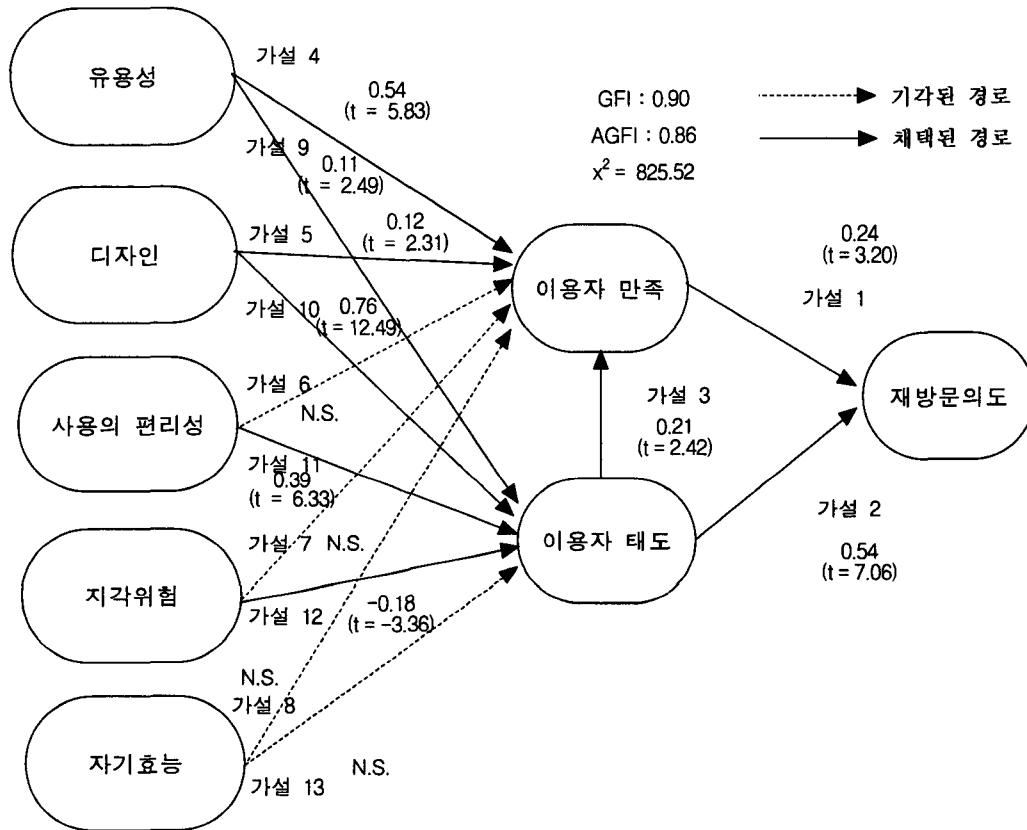 유용성
가설 4
0.54
(t = 5.83)
가설 9
0.11
(t = 2.49)
GFI : 0.90
AGFI : 0.86
x² = 825.52
기각된 경로
채택된 경로
디자인
가설 5
0.12
(t = 2.31)
가설 10
0.76
(t = 12.49)
이용자 만족
0.24
(t = 3.20)
가설 1
사용의 편리성
가설 6
N.S.
가설 11
0.39
(t = 6.33)
가설 3
0.21
(t = 2.42)
재방문의도
지각위험
가설 7
N.S.
가설 12
-0.18
(t = -3.36)
이용자 태도
가설 2
0.54
(t = 7.06)
자기효능
N.S.
가설 8
가설 13
N.S.